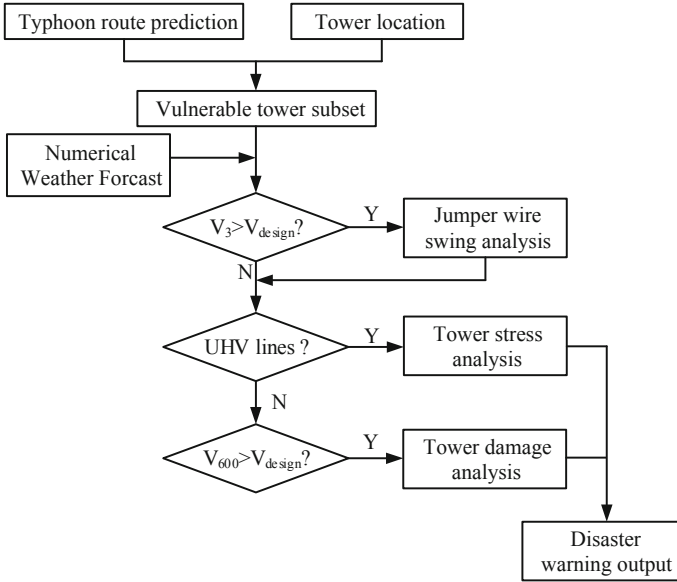 Typhoon route prediction
Tower location
Vulnerable tower subset
Numerical
Weather Forcast
V3>Vdesign?
Y
Jumper wire
swing analysis
N
UHV lines ?
Y
Tower stress
analysis
N
V600>Vdesign?
Y
Tower damage
analysis
Disaster
warning output